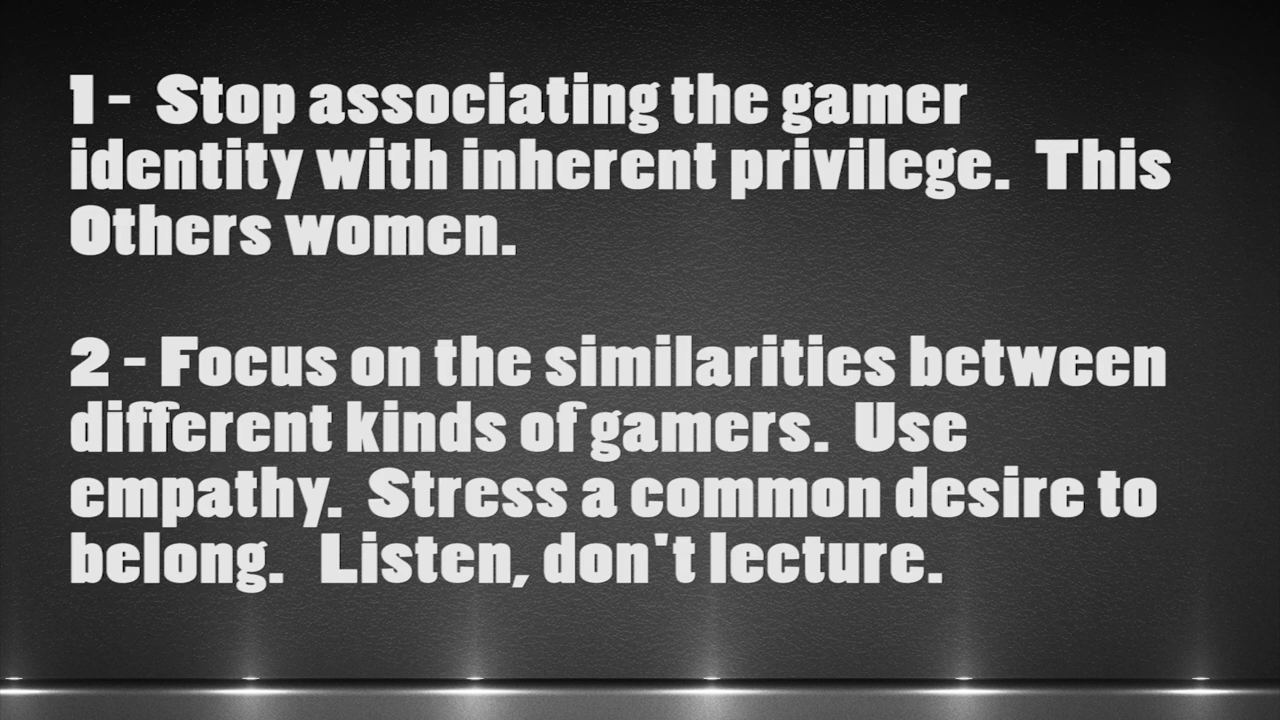 1 -  Stop associating the gamer
identity with inherent privilege.  This
Others women.
2 - Focus on the similarities between
different kinds of gamers.  Use
empathy.  Stress a common desire to
belong.  Listen, don't lecture.